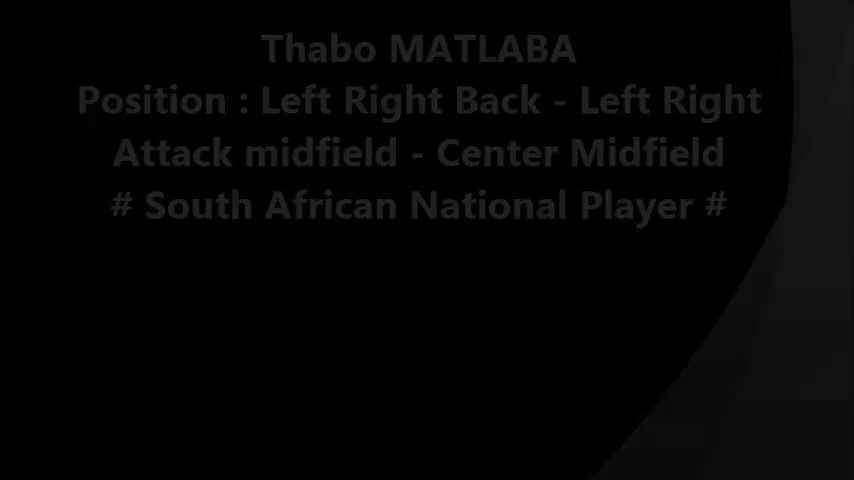 Thabo MATLABA
Position : Left Right Back - Left Right
Attack midfield - Center Midfield
# South African National Player #